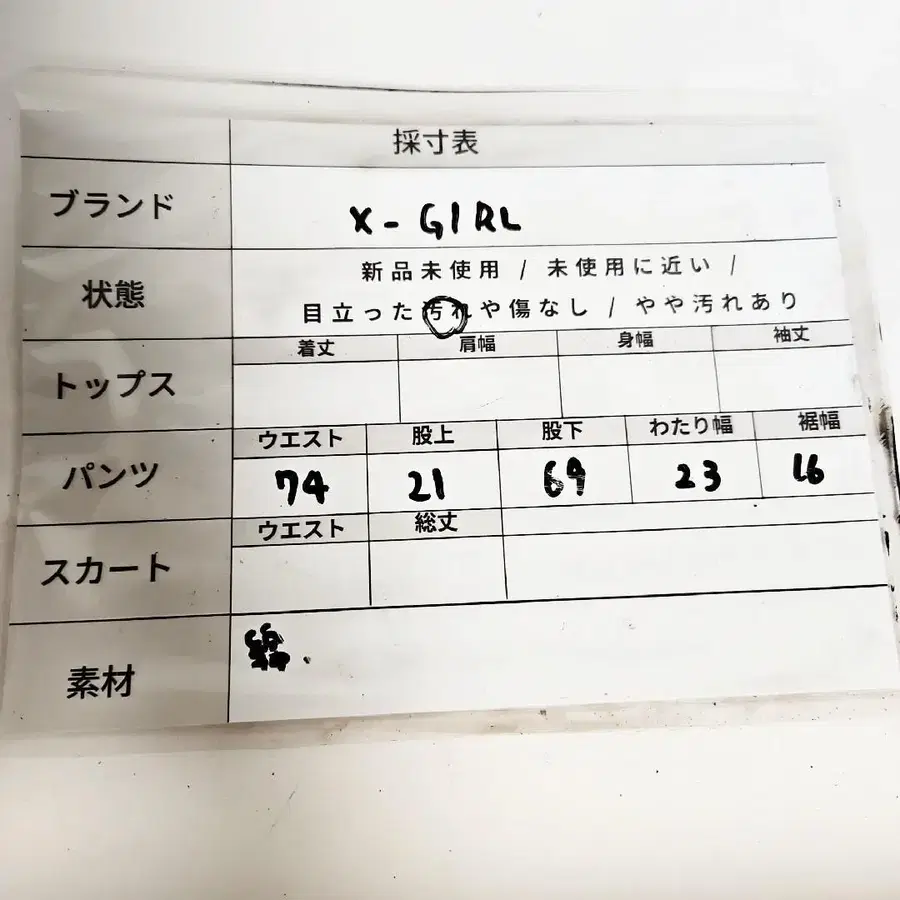 採寸表
ブランド X-GIRL
状態 新品未使用 / 未使用に近い /
目立った汚れや傷なし / やや汚れあり
着丈 肩幅 身幅 袖丈
トップス
ウエスト 股上 股下 わたり幅 裾幅
パンツ 74 21 69 23 16
ウエスト 総丈
スカート
素材 綿